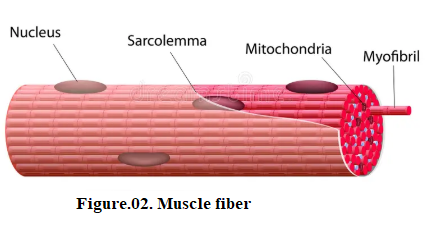 Nucleus
Sarcolemma
Mitochondria
Myofibril
Figure.02. Muscle fiber